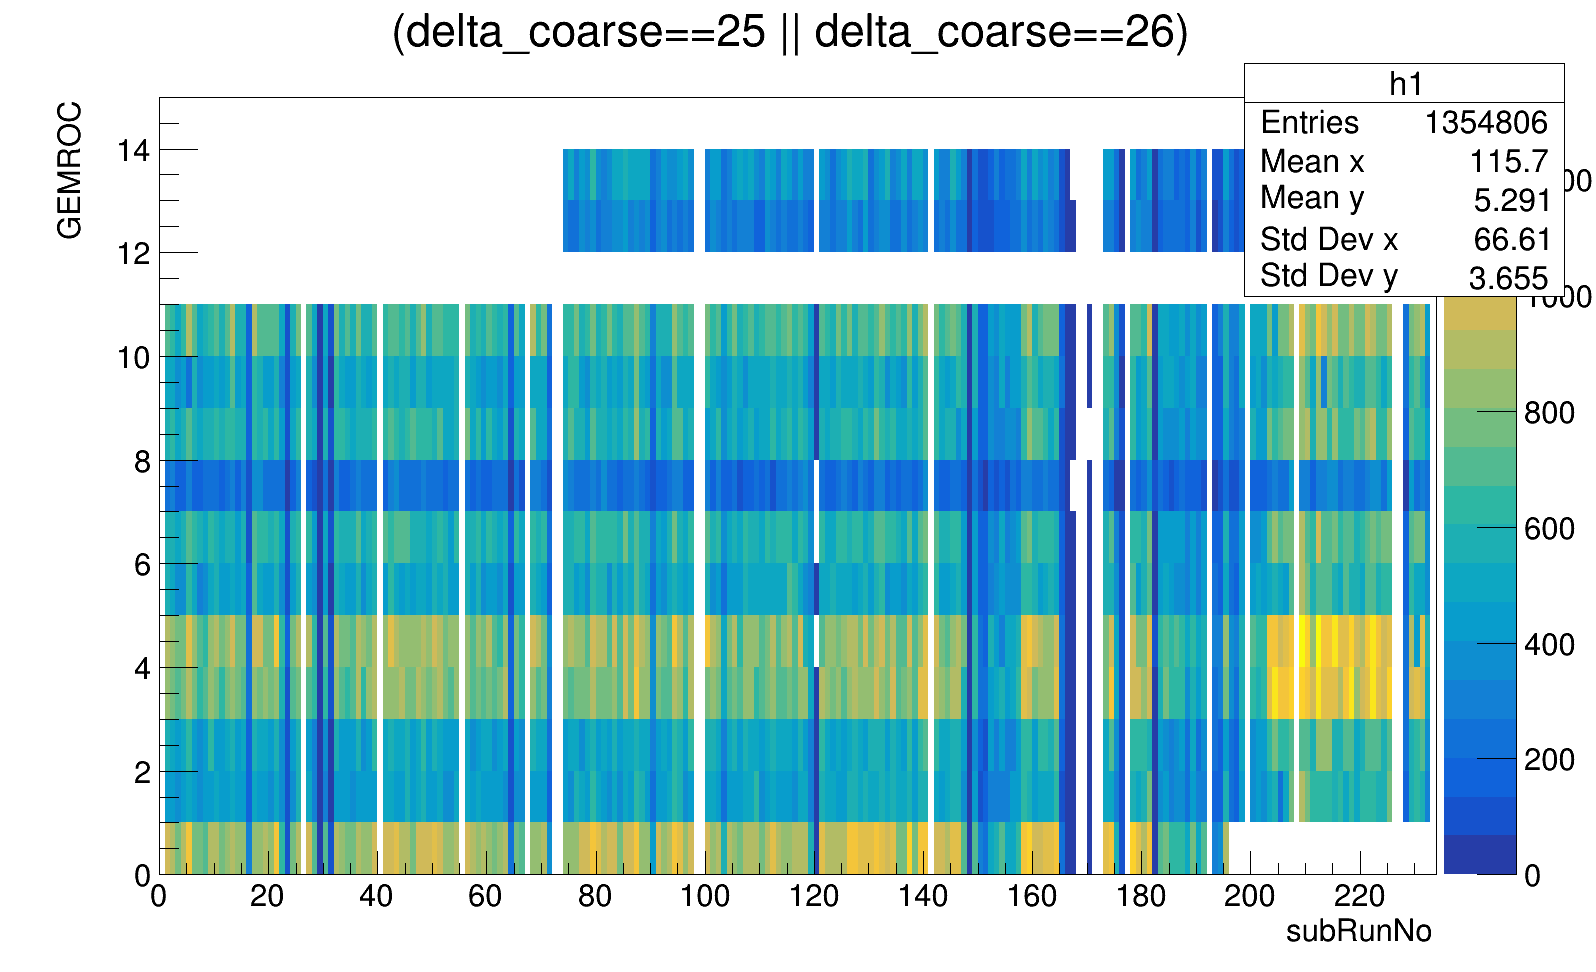 (delta_coarse==25 || delta_coarse==26)
h1
Entries 1354806
Mean x 115.7
Mean y 5.291
Std Dev x 66.61
Std Dev y 3.655
GEMROC
14
12
10
8
6
4
2
0
0 20 40 60 80 100 120 140 160 180 200 220
subRunNo
800
600
400
200
0